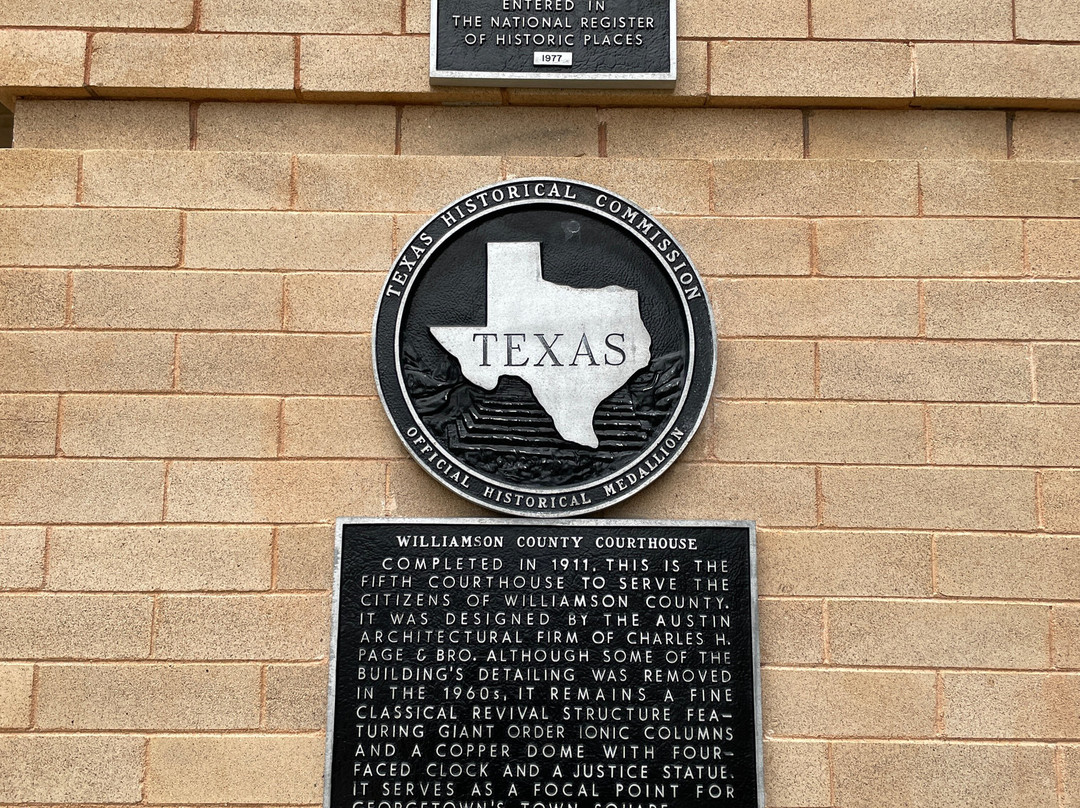 ENTERED IN
THE NATIONAL REGISTER
OF HISTORIC PLACES
1977
TEXAS HISTORICAL COMMISSION
TEXAS
OFFICIAL HISTORICAL MEDALLION
WILLIAMSON COUNTY COURTHOUSE
COMPLETED IN 1911, THIS IS THE
FIFTH COURTHOUSE TO SERVE THE
CITIZENS OF WILLIAMSON COUNTY.
IT WAS DESIGNED BY THE AUSTIN
ARCHITECTURAL FIRM OF CHARLES H.
PAGE & BRO. ALTHOUGH SOME OF THE
BUILDING'S DETAILING WAS REMOVED
IN THE 1960s, IT REMAINS A FINE
CLASSICAL REVIVAL STRUCTURE FEA-
TURING GIANT ORDER IONIC COLUMNS
AND A COPPER DOME WITH FOUR-
FACED CLOCK AND A JUSTICE STATUE.
IT SERVES AS A FOCAL POINT FOR
GEORGETOWN'S TOWN SQUARE.